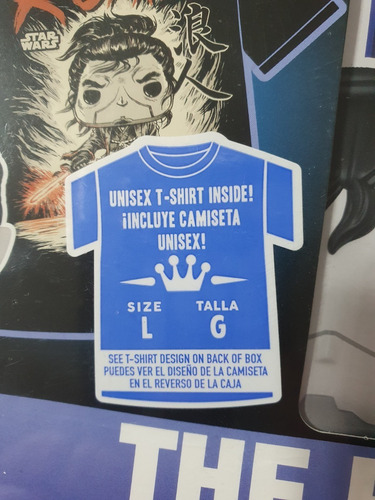 STAR
WARS
浪
人
UNISEX T-SHIRT INSIDE!
¡INCLUYE CAMISETA
UNISEX!
SIZE TALLA
L G
SEE T-SHIRT DESIGN ON BACK OF BOX
PUEDES VER EL DISEÑO DE LA CAMISETA
EN EL REVERSO DE LA CAJA
THE